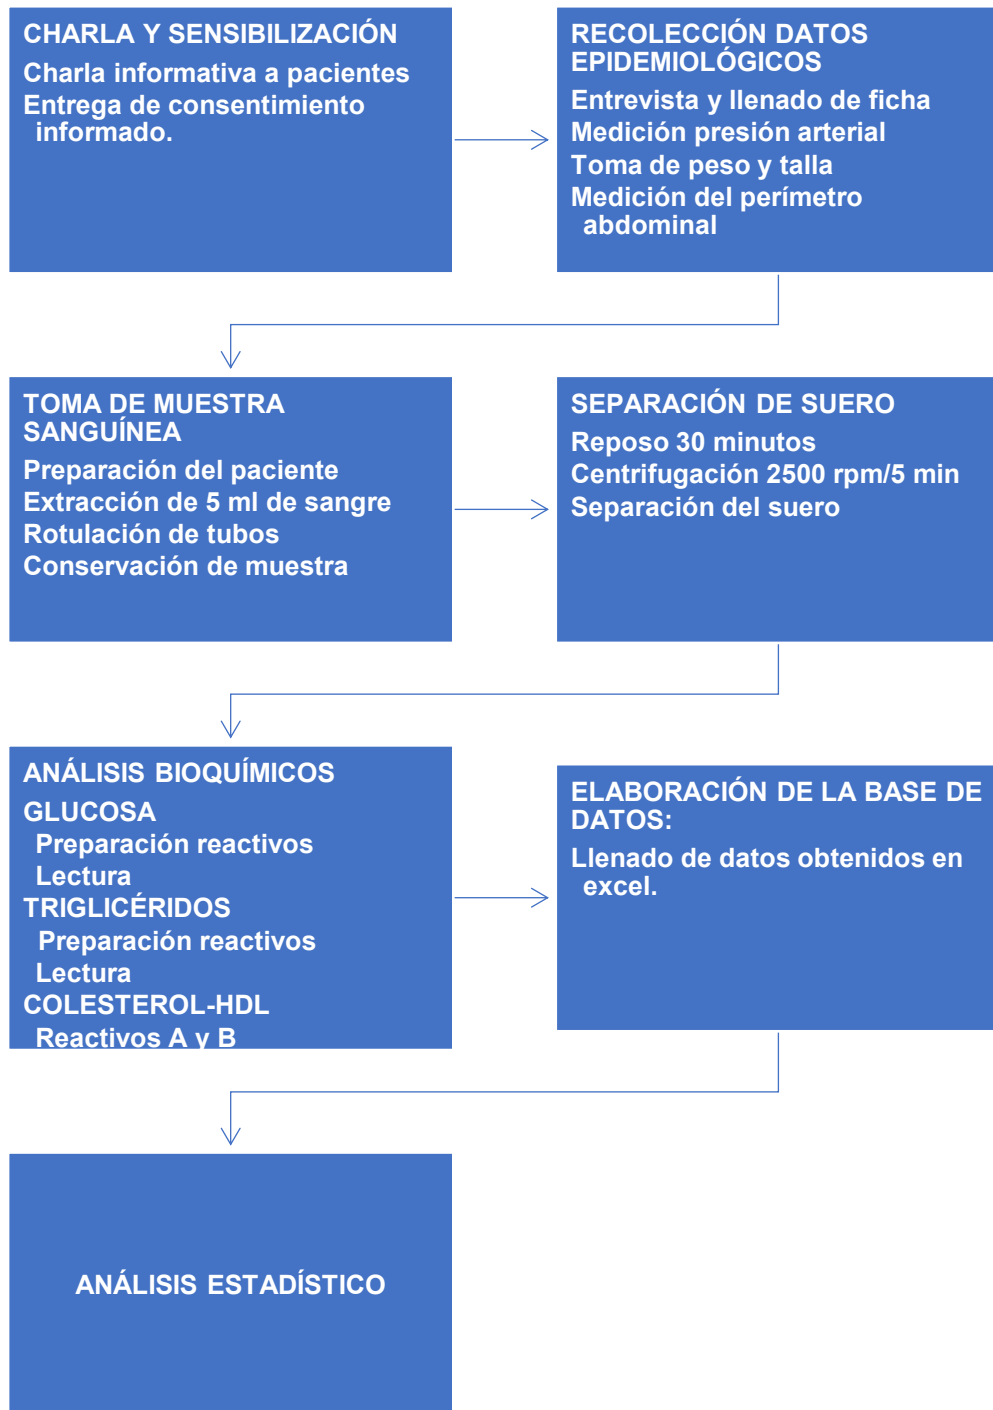 CHARLA Y SENSIBILIZACIÓN
Charla informativa a pacientes
Entrega de consentimiento
informado.
RECOLECCIÓN DATOS
EPIDEMIOLÓGICOS
Entrevista y llenado de ficha
Medición presión arterial
Toma de peso y talla
Medición del perímetro
abdominal
TOMA DE MUESTRA
SANGUÍNEA
Preparación del paciente
Extracción de 5 ml de sangre
Rotulación de tubos
Conservación de muestra
SEPARACIÓN DE SUERO
Reposo 30 minutos
Centrifugación 2500 rpm/5 min
Separación del suero
ANÁLISIS BIOQUÍMICOS
GLUCOSA
Preparación reactivos
Lectura
TRIGLICÉRIDOS
Preparación reactivos
Lectura
COLESTEROL-HDL
Reactivos A y B
ELABORACIÓN DE LA BASE DE
DATOS:
Llenado de datos obtenidos en
excel.
ANÁLISIS ESTADÍSTICO